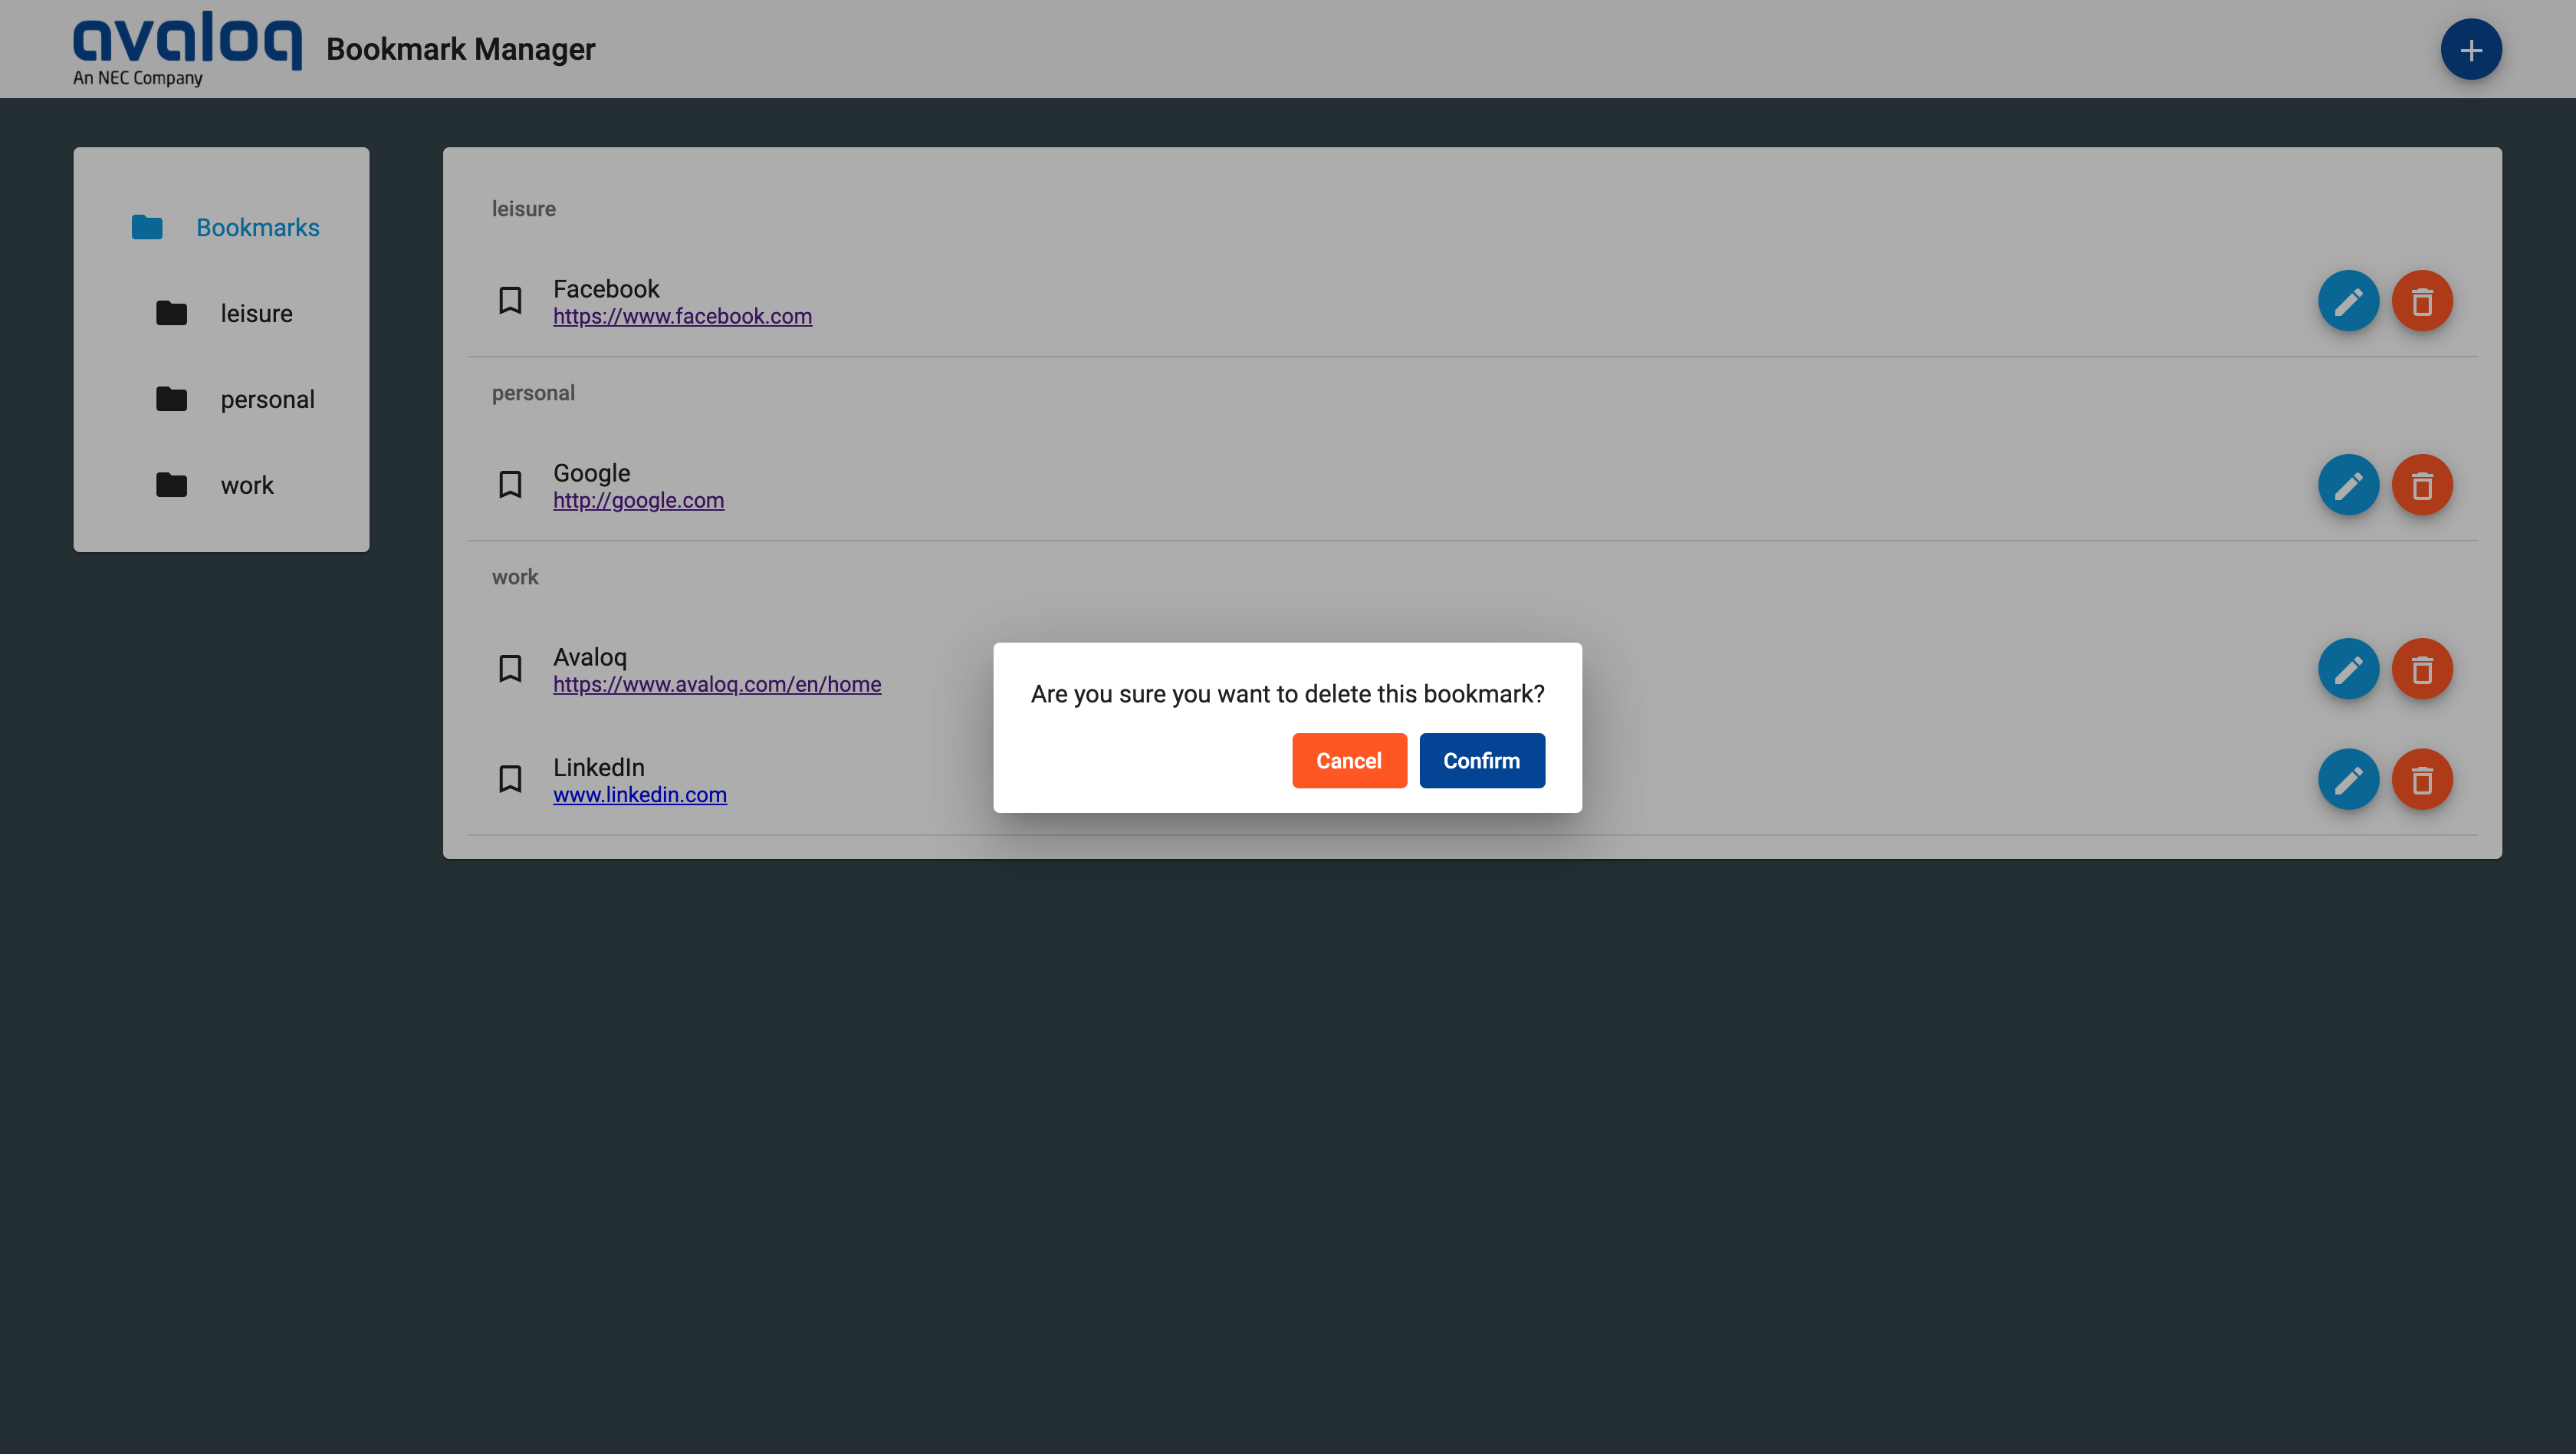 avaloq
An NEC Company
Bookmark Manager
Bookmarks
leisure
personal
work
leisure
Facebook
https://www.facebook.com
personal
Google
http://google.com
work
Avaloq
https://www.avaloq.com/en/home
LinkedIn
www.linkedin.com
Are you sure you want to delete this bookmark?
Cancel Confirm